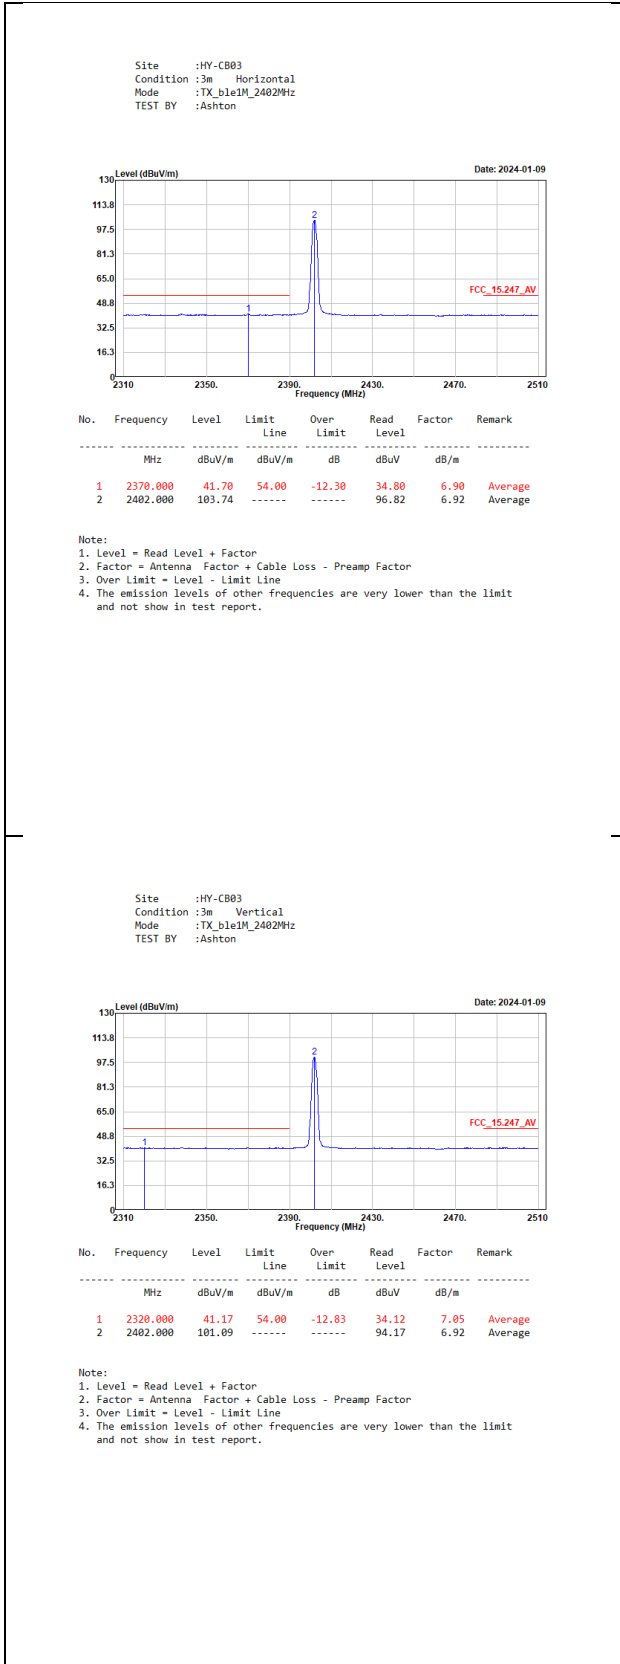 Site      :HY-CB03
Condition :3m    Horizontal
Mode      :TX_ble1M_2402MHz
TEST BY   :Ashton
Level (dBuV/m)
Date: 2024-01-09
130
113.8
97.5
81.3
65.0
48.8
32.5
16.3
0
2
1
FCC_15.247_AV
2310 2350. 2390. 2430. 2470. 2510
Frequency (MHz)
No. Frequency Level Limit Over Read Factor Remark
Line Limit Level
------ ----------- -------- -------- -------- -------- -------- ---------
MHz dBuV/m dBuV/m dB dBuV dB/m
1 2370.000 41.70 54.00 -12.30 34.80 6.90 Average
2 2402.000 103.74 ------ ------ 96.82 6.92 Average
Note:
1. Level = Read Level + Factor
2. Factor = Antenna  Factor + Cable Loss - Preamp Factor
3. Over Limit = Level - Limit Line
4. The emission levels of other frequencies are very lower than the limit
and not show in test report.
Site      :HY-CB03
Condition :3m    Vertical
Mode      :TX_ble1M_2402MHz
TEST BY   :Ashton
Level (dBuV/m)
Date: 2024-01-09
130
113.8
97.5
81.3
65.0
48.8
32.5
16.3
0
2
1
FCC_15.247_AV
2310 2350. 2390. 2430. 2470. 2510
Frequency (MHz)
No. Frequency Level Limit Over Read Factor Remark
Line Limit Level
------ ----------- -------- -------- -------- -------- -------- ---------
MHz dBuV/m dBuV/m dB dBuV dB/m
1 2320.000 41.17 54.00 -12.83 34.12 7.05 Average
2 2402.000 101.09 ------ ------ 94.17 6.92 Average
Note:
1. Level = Read Level + Factor
2. Factor = Antenna  Factor + Cable Loss - Preamp Factor
3. Over Limit = Level - Limit Line
4. The emission levels of other frequencies are very lower than the limit
and not show in test report.